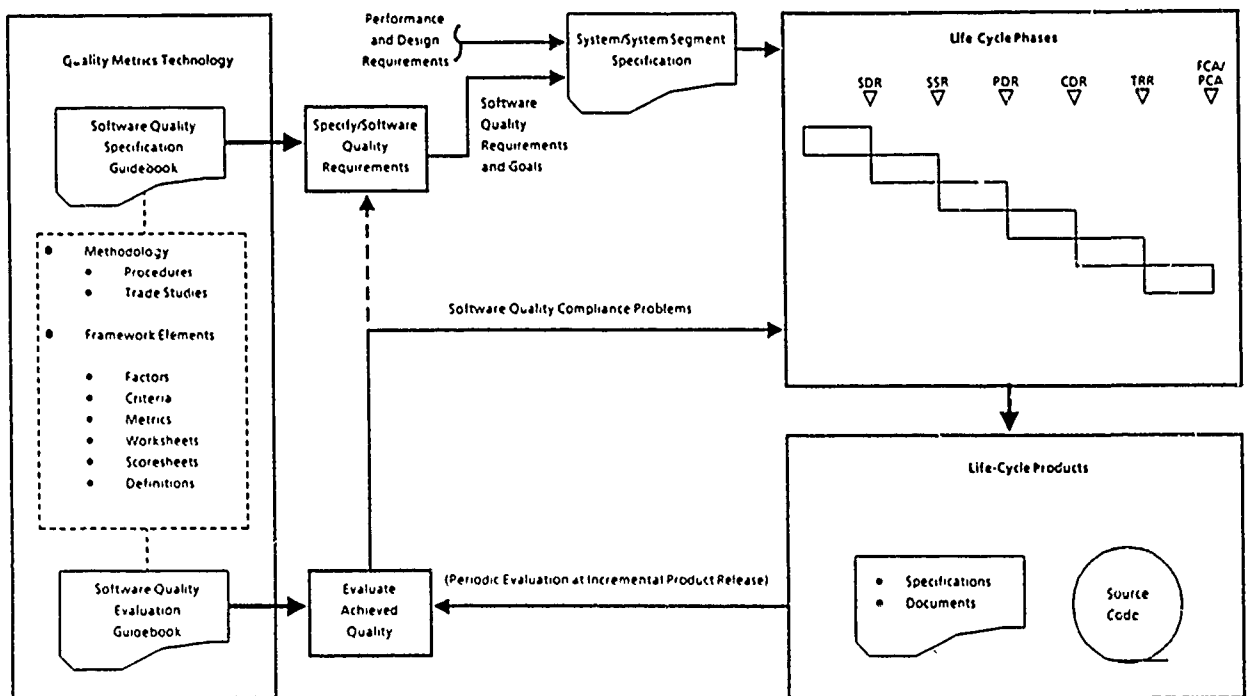 Quality Metrics Technology
Software Quality
Specification
Guidebook
• Methodology
• Procedures
• Trade Studies
• Framework Elements
• Factors
• Criteria
• Metrics
• Worksheets
• Scoresheets
• Definitions
Software Quality
Evaluation
Guidebook
Specify/Software
Quality
Requirements
Performance
and Design
Requirements
Software
Quality
Requirements
and Goals
System/System Segment
Specification
Life Cycle Phases
SDR
SSR
PDR
CDR
TRR
FCA/
PCA
Software Quality Compliance Problems
Evaluate
Achieved
Quality
(Periodic Evaluation at Incremental Product Release)
Life-Cycle Products
• Specifications
• Documents
Source
Code